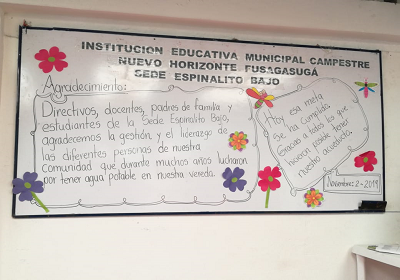 INSTITUCION EDUCATIVA MUNICIPAL CAMPESTRE
NUEVO HORIZONTE FUSAGASUGÁ
SEDE ESPINALITO BAJO
Agradecimiento:
Directivos, docentes, padres de familia y
estudiantes de la Sede Espinalito Bajo,
agradecemos la gestión y el liderazgo de
las diferentes personas de nuestra
comunidad que durante muchos años lucharon
por tener agua potable en nuestra vereda.
Hoy esa meta
se ha cumplido.
Gracias a todos los que
hicieron posible tener
nuestro acueducto.
Noviembre: 2 - 2019